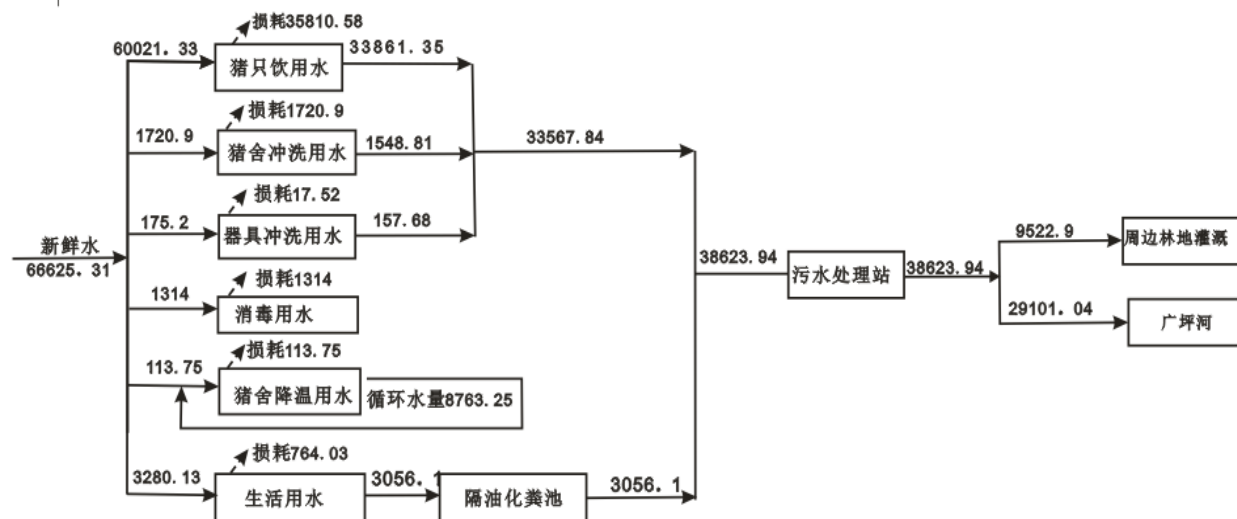 损耗35810.58
60021.33
猪只饮用水
33861.35
损耗1720.9
1720.9
猪舍冲洗用水
1548.81
33567.84
损耗17.52
175.2
器具冲洗用水
157.68
新鲜水
66625.31
损耗1314
1314
消毒用水
损耗113.75
113.75
猪舍降温用水
循环水量8763.25
损耗764.03
3280.13
生活用水
3056.1
隔油化粪池
3056.1
38623.94
污水处理站
38623.94
9522.9
周边林地灌溉
29101.04
广坪河